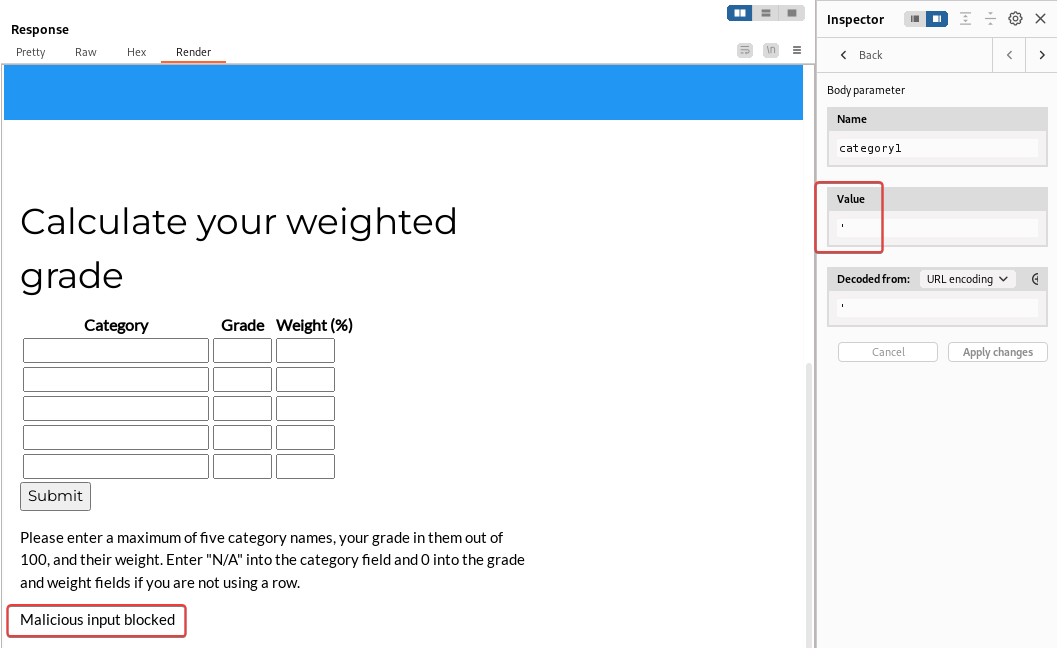 Response
Pretty Raw Hex Render
\n
Calculate your weighted
grade
Category Grade Weight (%)
Submit
Please enter a maximum of five category names, your grade in them out of
100, and their weight. Enter "N/A" into the category field and 0 into the grade
and weight fields if you are not using a row.
Malicious input blocked
Inspector
Back
Body parameter
Name
category1
Value
'
Decoded from: URL encoding
'
Cancel Apply changes